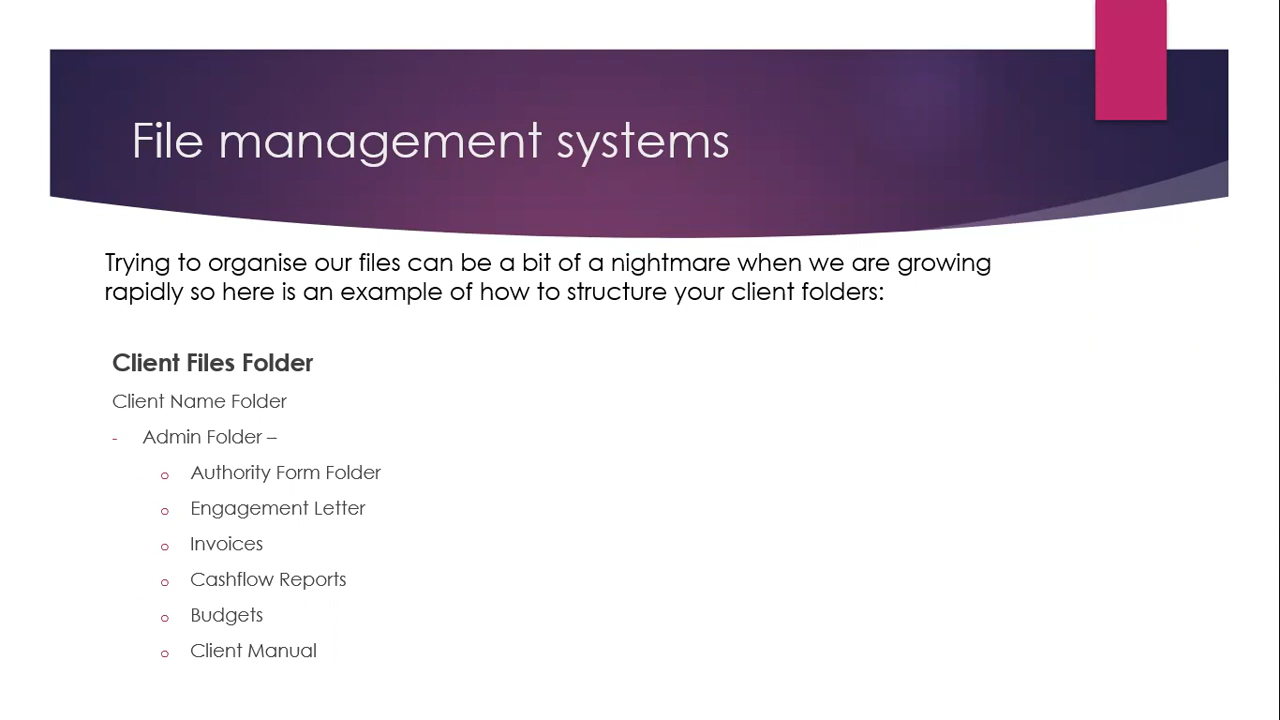 File management systems
Trying to organise our files can be a bit of a nightmare when we are growing
rapidly so here is an example of how to structure your client folders:
Client Files Folder
Client Name Folder
- Admin Folder –
o Authority Form Folder
o Engagement Letter
o Invoices
o Cashflow Reports
o Budgets
o Client Manual